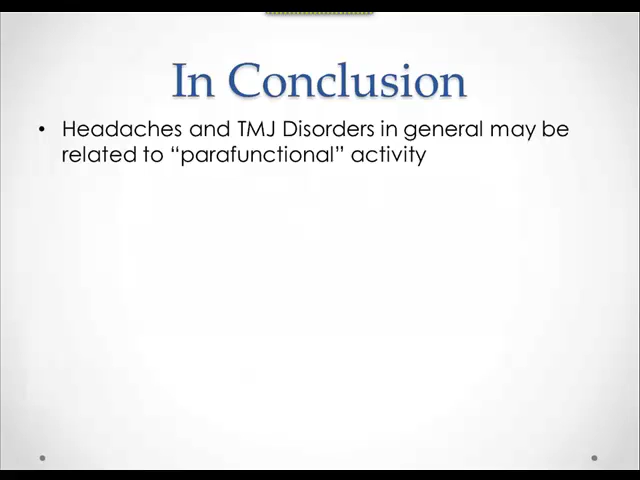 In Conclusion
• Headaches and TMJ Disorders in general may be
related to “parafunctional” activity